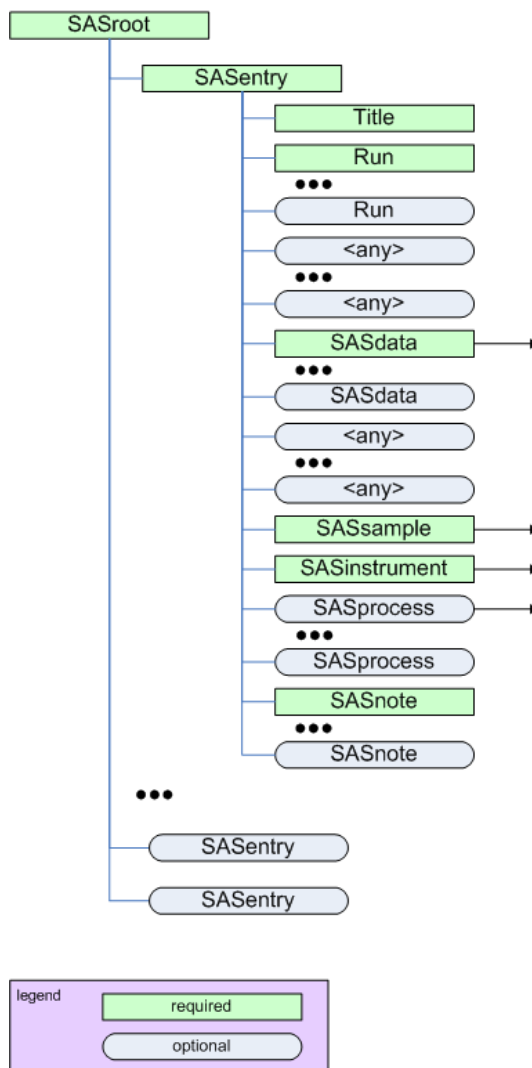 SASroot
SASentry
Title
Run
Run
<any>
<any>
SASdata
SASdata
<any>
<any>
SASsample
SASinstrument
SASprocess
SASprocess
SASnote
SASnote
SASentry
SASentry
legend
required
optional